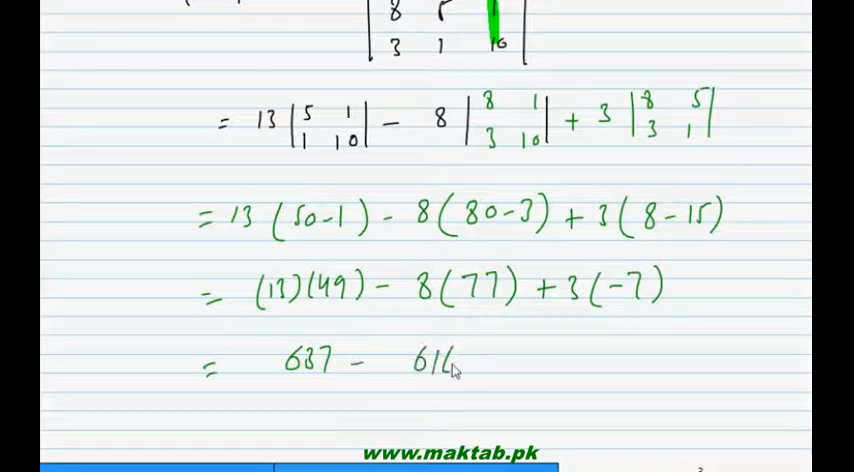 8 5 1
3 1 10
= 13 | 5 1 | - 8 | 8 1 | + 3 | 8 5 |
| 1 10 | | 3 10 | | 3 1 |
= 13 (50-1) - 8 (80-3) + 3 (8-15)
= (13)(49) - 8 (77) + 3 (-7)
= 637 - 616
www.maktab.pk